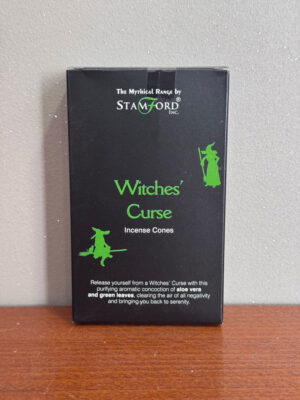 The Mythical Range by
STAMFORD®
INC.
Witches'
Curse
Incense Cones
Release yourself from a Witches' Curse with this
purifying aromatic concoction of aloe vera
and green leaves, clearing the air of all negativity
and bringing you back to serenity.